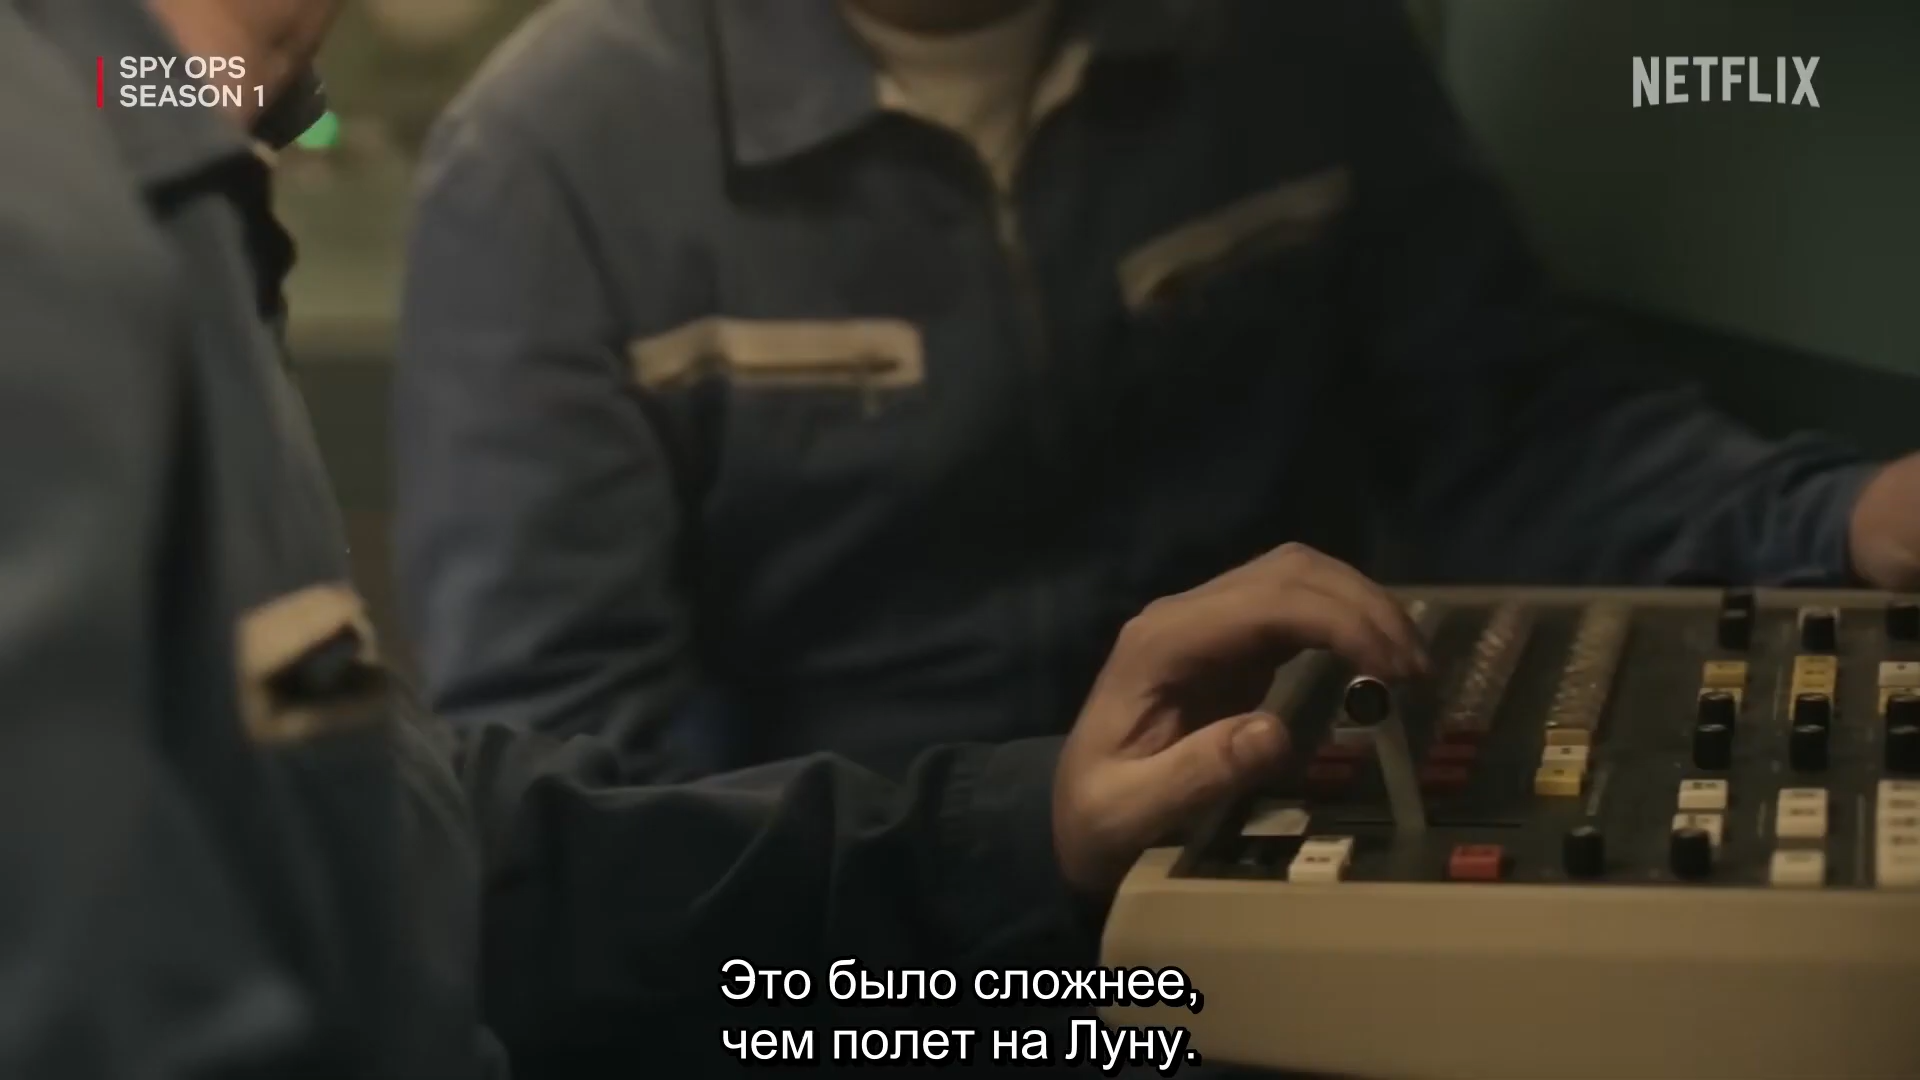 SPY OPS
SEASON 1
NETFLIX
Это было сложнее,
чем полет на Луну.